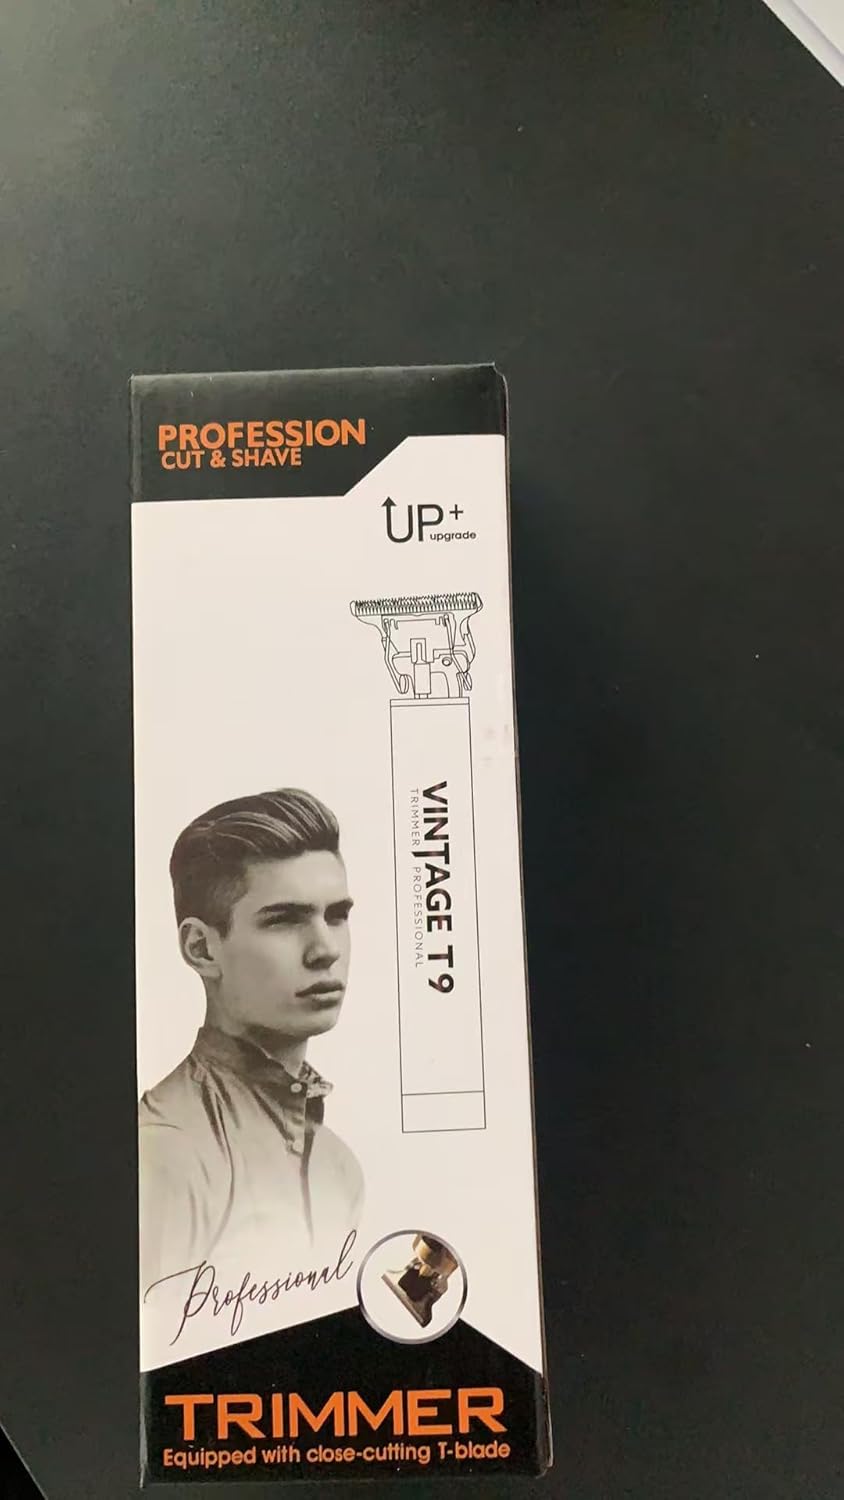 PROFESSION
CUT & SHAVE
UP+
upgrade
VINTAGE T9
TRIMMER PROFESSIONAL
Professional
TRIMMER
Equipped with close-cutting T-blade